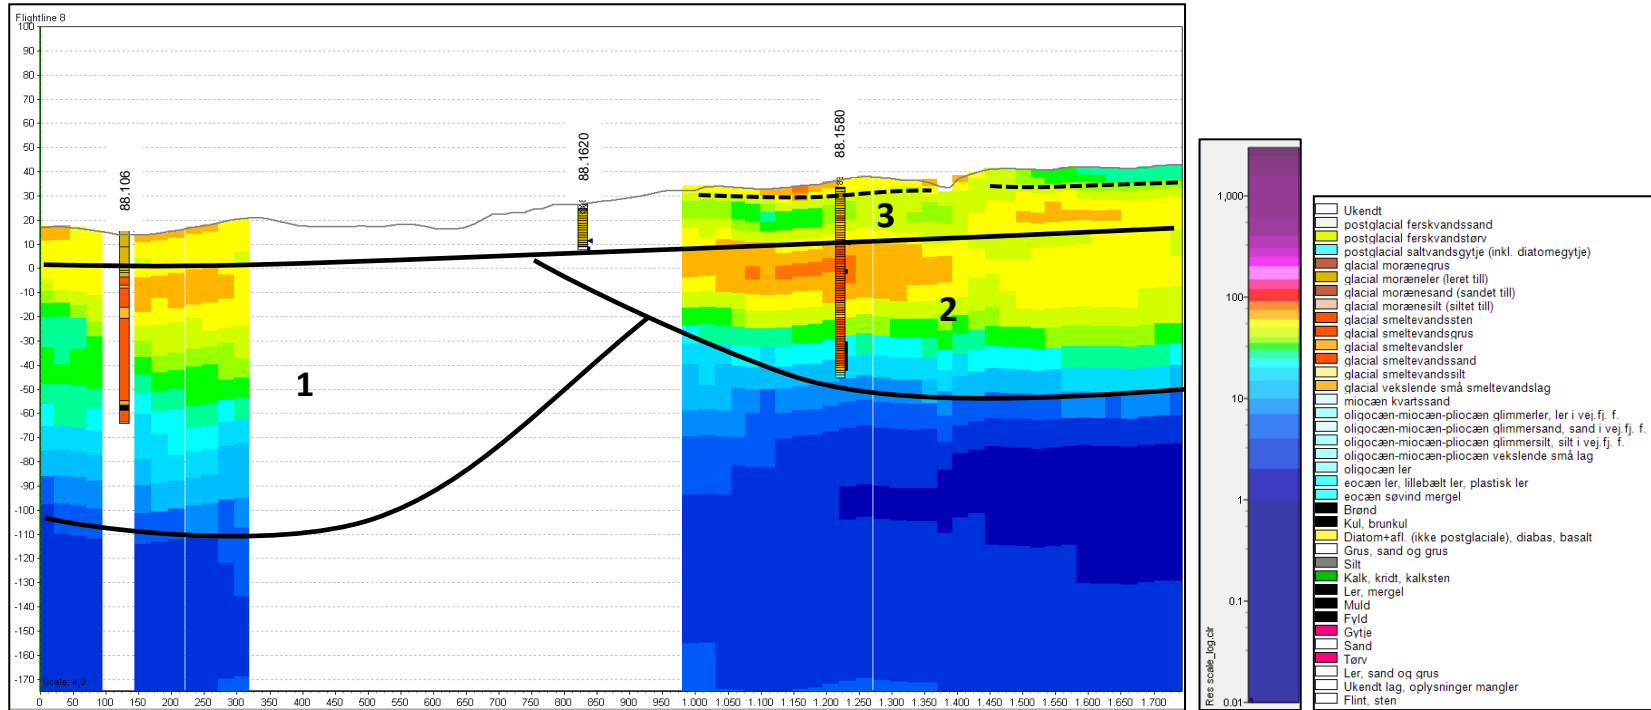 Flightline 8
100
90
80
70
60
50
40
30
20
10
0
-10
-20
-30
-40
-50
-60
-70
-80
-90
-100
-110
-120
-130
-140
-150
-160
-170
Scale: 4,0
0 50 100 150 200 250 300 350 400 450 500 550 600 650 700 750 800 850 900 950 1.000 1.050 1.100 1.150 1.200 1.250 1.300 1.350 1.400 1.450 1.500 1.550 1.600 1.650 1.700
88.106
88.1620
88.1580
1
2
3
1,000
100
10
1
0.1
0.01
Res scale_log.clr
Ukendt
postglacial ferskvandssand
postglacial ferskvandstørv
postglacial saltvandsgytje (inkl. diatomegytje)
glacial morænegrus
glacial moræneler (leret till)
glacial morænesand (sandet till)
glacial morænesilt (siltet till)
glacial smeltevandssten
glacial smeltevandsgrus
glacial smeltevandsler
glacial smeltevandssand
glacial smeltevandssilt
glacial vekslende små smeltevandslag
miocæn kvartssand
oligocæn-miocæn-pliocæn glimmerler, ler i vej.fj. f.
oligocæn-miocæn-pliocæn glimmersand, sand i vej.fj. f.
oligocæn-miocæn-pliocæn glimmersilt, silt i vej.fj. f.
oligocæn-miocæn-pliocæn vekslende små lag
oligocæn ler
eocæn ler, lillebælt ler, plastisk ler
eocæn søvind mergel
Brønd
Kul, brunkul
Diatom+afl. (ikke postglaciale), diabas, basalt
Grus, sand og grus
Silt
Kalk, kridt, kalksten
Ler, mergel
Muld
Fyld
Gytje
Sand
Tørv
Ler, sand og grus
Ukendt lag, oplysninger mangler
Flint, sten